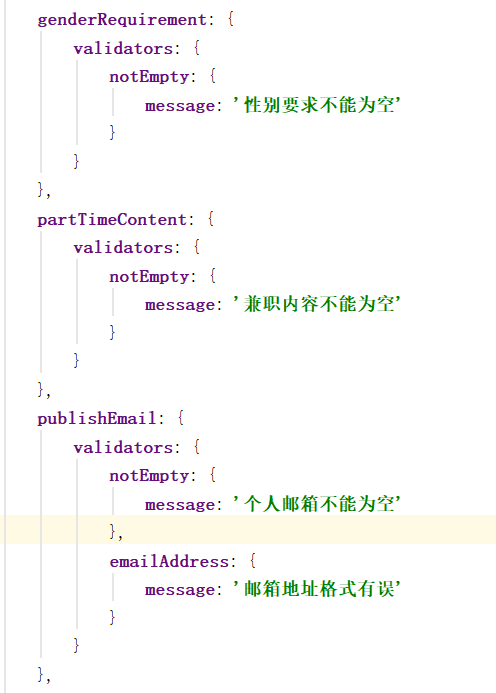 genderRequirement: {
validators: {
notEmpty: {
message: '性别要求不能为空'
}
}
},
partTimeContent: {
validators: {
notEmpty: {
message: '兼职内容不能为空'
}
}
},
publishEmail: {
validators: {
notEmpty: {
message: '个人邮箱不能为空'
},
emailAddress: {
message: '邮箱地址格式有误'
}
}
},